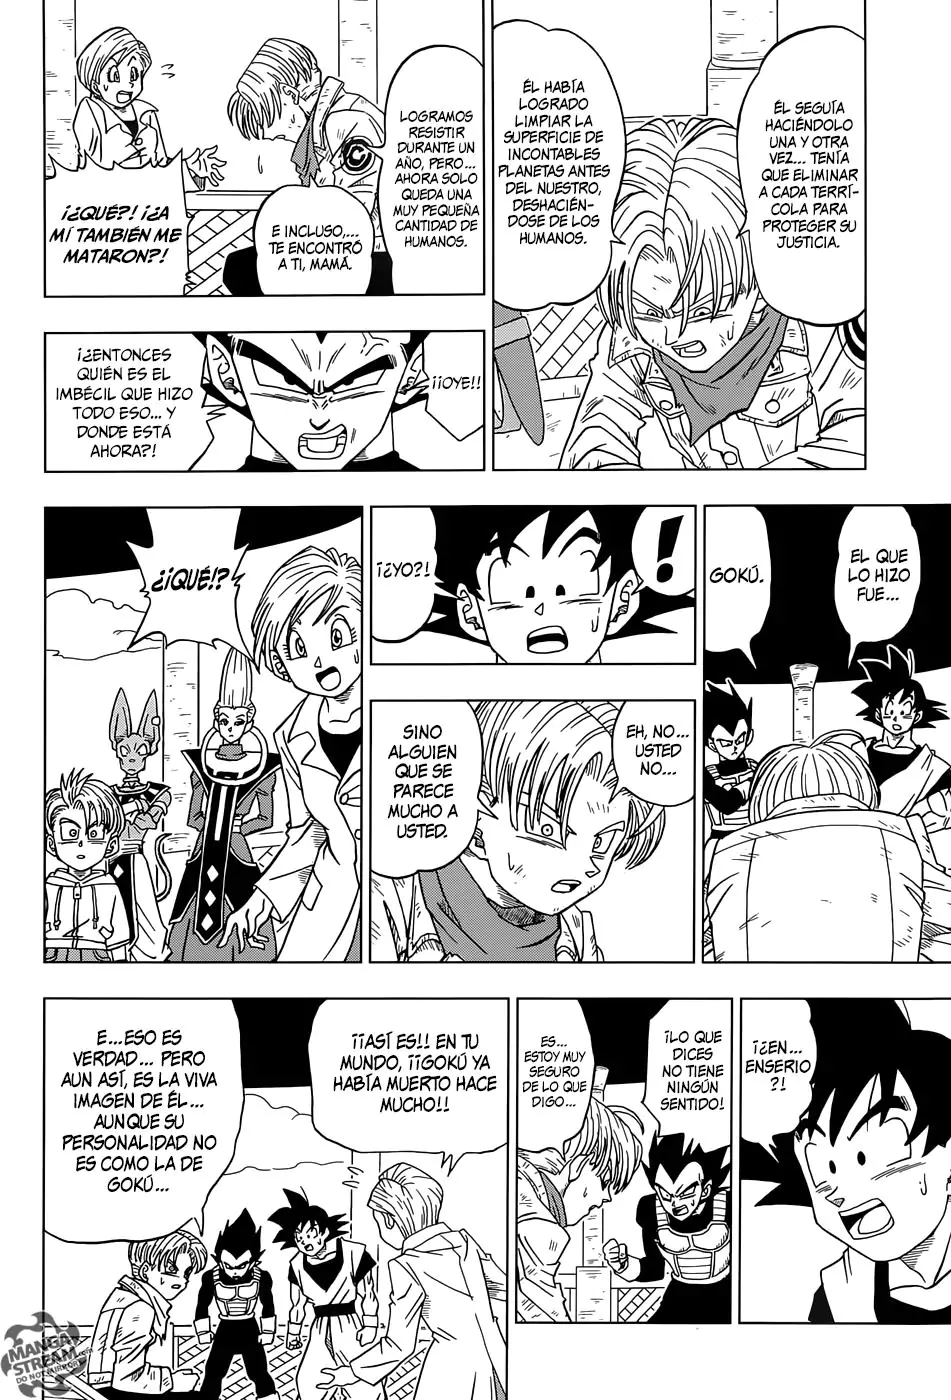 ÉL SEGUÍA
HACIÉNDOLO
UNA Y OTRA
VEZ... TENÍA
QUE ELIMINAR
A CADA TERRÍ-
COLA PARA
PROTEGER SU
JUSTICIA.
ÉL HABÍA
LOGRADO
LIMPIAR LA
SUPERFICIE DE
INCONTABLES
PLANETAS ANTES
DEL NUESTRO,
DESHACIÉN-
DOSE DE LOS
HUMANOS.
LOGRAMOS
RESISTIR
DURANTE UN
AÑO, PERO...
AHORA SOLO
QUEDA UNA
MUY PEQUEÑA
CANTIDAD DE
HUMANOS.
E INCLUSO,...
TE ENCONTRÓ
A TI, MAMÁ.
¡¿QUÉ?! ¡¿A
MÍ TAMBIÉN ME
MATARON?!
¡¡OYE!!
¡¿ENTONCES
QUIÉN ES EL
IMBÉCIL QUE HIZO
TODO ESO... Y
DONDE ESTÁ
AHORA?!
EL QUE
LO HIZO
FUE...
GOKÚ.
!
¡¿YO?!
EH, NO...
USTED
NO...
SINO
ALGUIEN
QUE SE
PARECE
MUCHO A
USTED.
¿¡QUÉ!?
¡¿EN...
ENSERIO
?!
¡LO QUE
DICES
NO TIENE
NINGÚN
SENTIDO!
ES...
ESTOY MUY
SEGURO
DE LO QUE
DIGO...
¡¡ASÍ ES!! EN TU
MUNDO, ¡¡GOKÚ YA
HABÍA MUERTO HACE
MUCHO!!
E...ESO ES
VERDAD... PERO
AUN ASÍ, ES LA VIVA
IMAGEN DE ÉL...
AUNQUE SU
PERSONALIDAD NO
ES COMO LA DE
GOKÚ...
MANGA
STREAM
DO NOT MIRROR